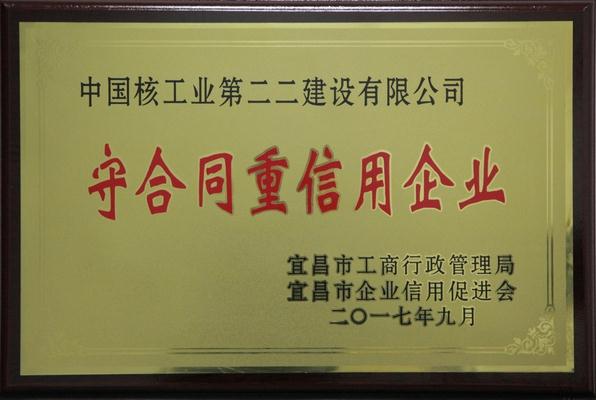 中国核工业第二二建设有限公司
守合同重信用企业
宜昌市工商行政管理局
宜昌市企业信用促进会
二〇一七年九月